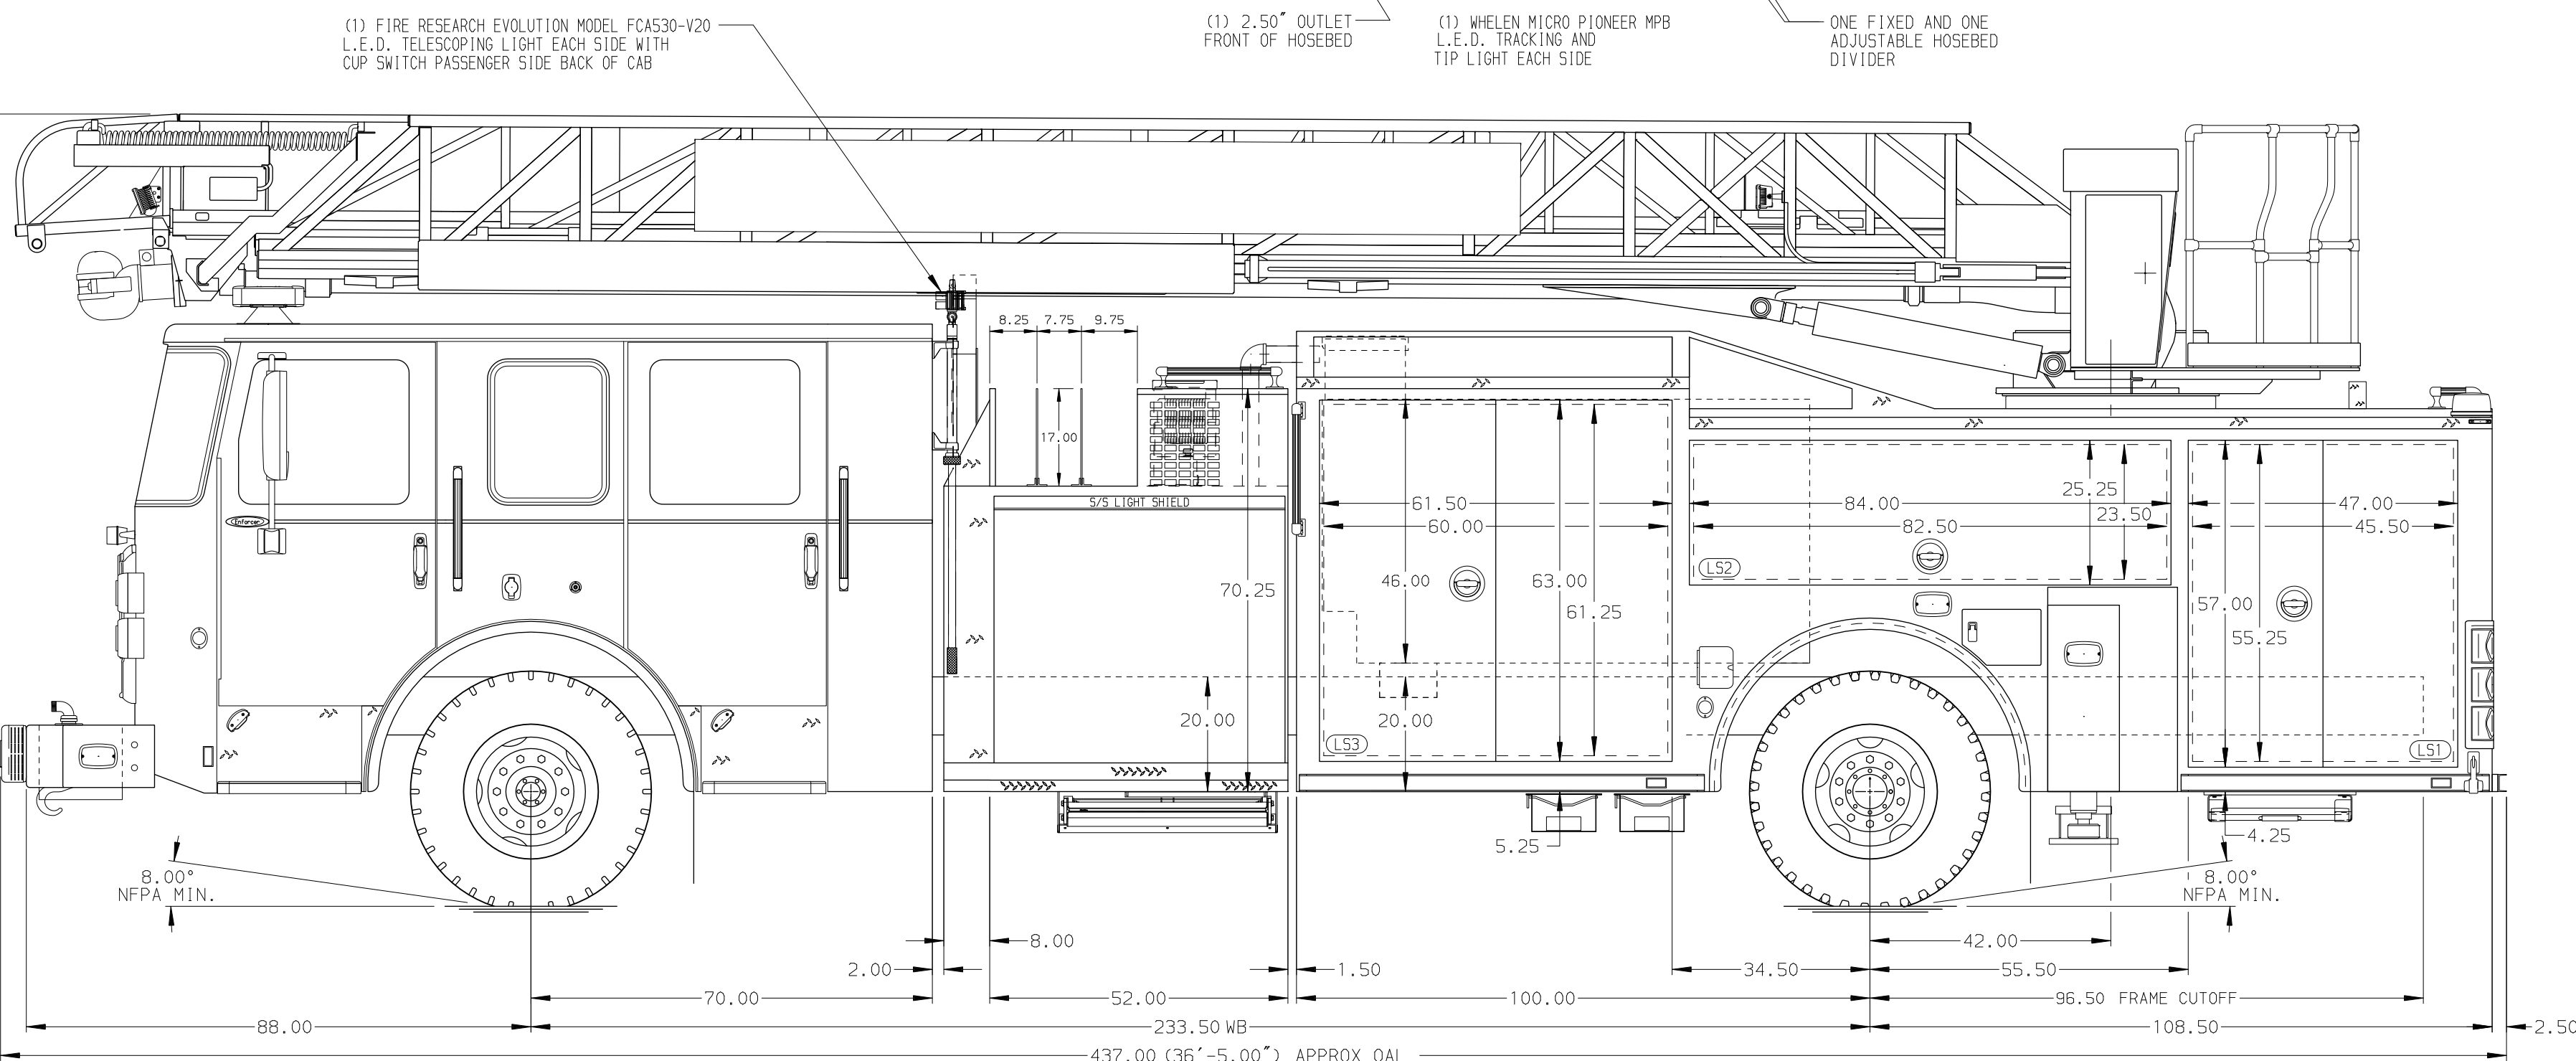 (1) FIRE RESEARCH EVOLUTION MODEL FCA530-V20
L.E.D. TELESCOPING LIGHT EACH SIDE WITH
CUP SWITCH PASSENGER SIDE BACK OF CAB
(1) 2.50" OUTLET
FRONT OF HOSEBED
(1) WHELEN MICRO PIONEER MPB
L.E.D. TRACKING AND
TIP LIGHT EACH SIDE
ONE FIXED AND ONE
ADJUSTABLE HOSEBED
DIVIDER
8.25
7.75
9.75
17.00
S/S LIGHT SHIELD
Enforcer
61.50
60.00
46.00
63.00
61.25
70.25
84.00
82.50
25.25
23.50
47.00
45.50
57.00
55.25
LS2
LS3
LS1
20.00
20.00
5.25
4.25
8.00°
NFPA MIN.
8.00°
NFPA MIN.
8.00
42.00
2.00
1.50
34.50
55.50
70.00
52.00
100.00
96.50 FRAME CUTOFF
88.00
233.50 WB
108.50
2.50
437.00 (36'-5.00") APPROX OAL